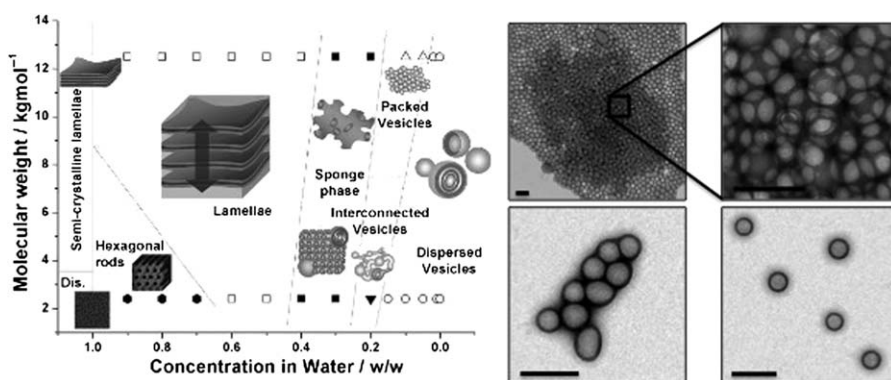 Molecular weight / kgmol⁻¹
14
12
10
8
6
4
2
Semi-crystalline lamellae
Dis.
Hexagonal
rods
Lamellae
Packed
Vesicles
Sponge
phase
Interconnected
Vesicles
Dispersed
Vesicles
1.0 0.8 0.6 0.4 0.2 0.0
Concentration in Water / w/w